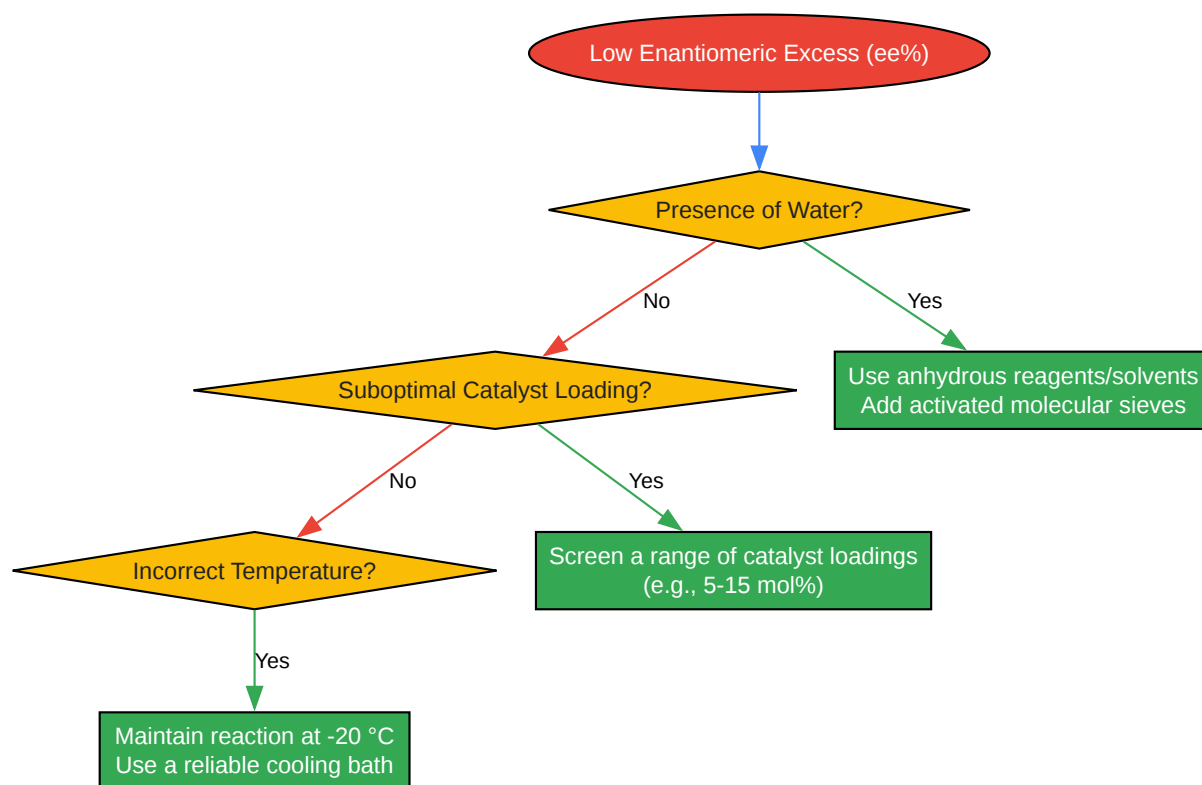 Low Enantiomeric Excess (ee%)
Presence of Water?
No
Yes
Suboptimal Catalyst Loading?
Use anhydrous reagents/solvents
Add activated molecular sieves
No
Yes
Incorrect Temperature?
Screen a range of catalyst loadings
(e.g., 5-15 mol%)
Yes
Maintain reaction at -20 °C
Use a reliable cooling bath